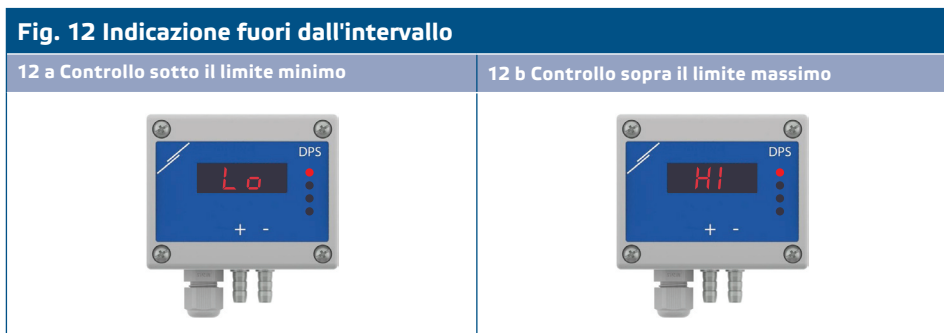 Fig. 12 Indicazione fuori dall'intervallo
12 a Controllo sotto il limite minimo
12 b Controllo sopra il limite massimo
DPS
Lo
+ -
DPS
HI
+ -